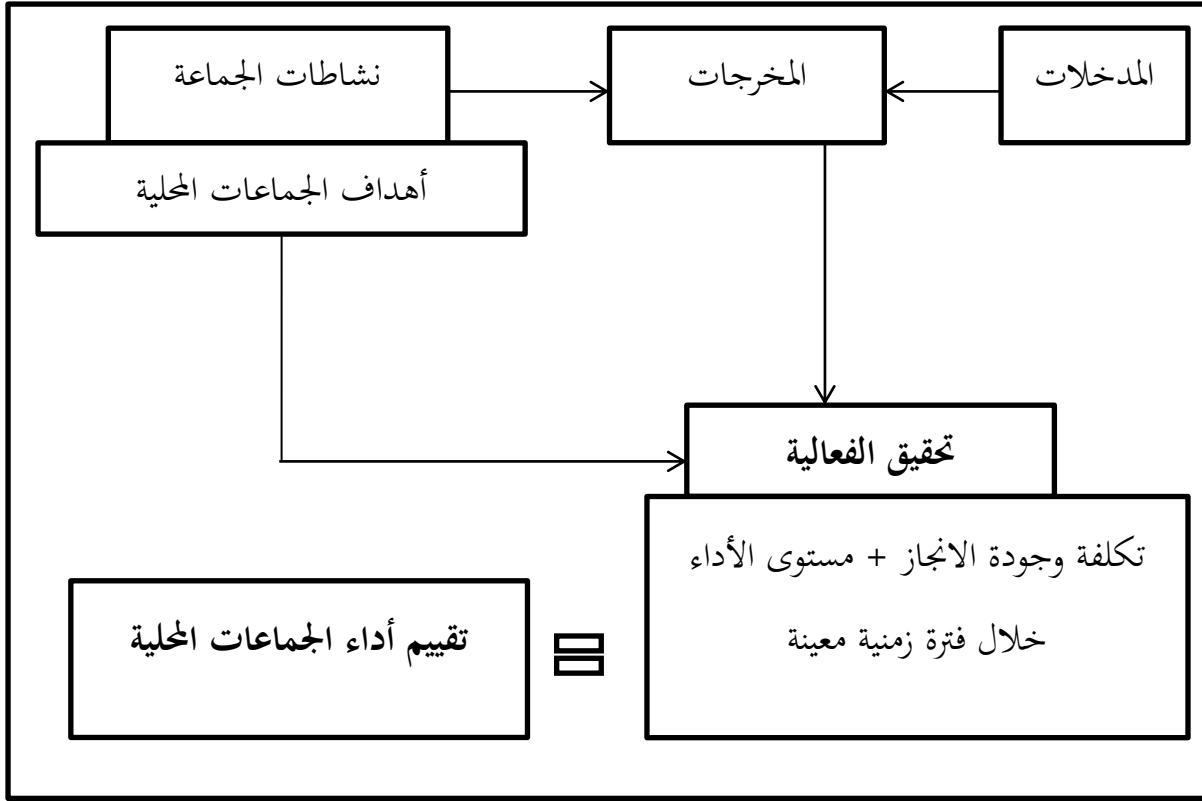 المدخلات
المخرجات
نشاطات الجماعة
أهداف الجماعات المحلية
تحقيق الفعالية
تكلفة وجودة الانجاز + مستوى الأداء
خلال فترة زمنية معينة
=
تقييم أداء الجماعات المحلية